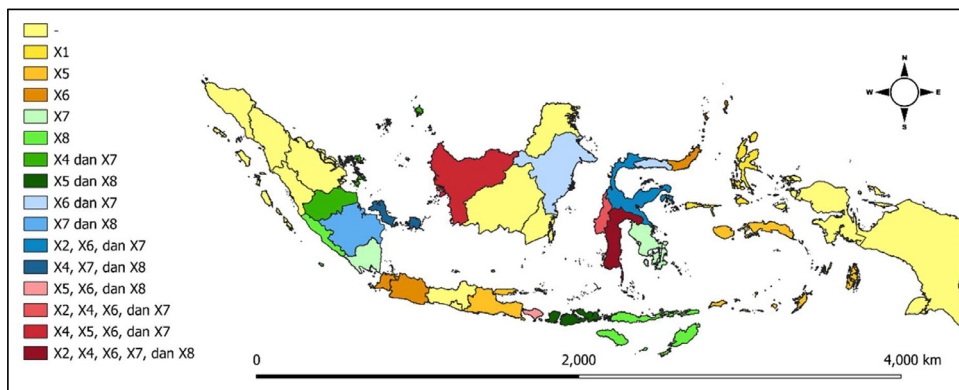 -
X1
X5
X6
X7
X8
X4 dan X7
X5 dan X8
X6 dan X7
X7 dan X8
X2, X6, dan X7
X4, X7, dan X8
X5, X6, dan X8
X2, X4, X6, dan X7
X4, X5, X6, dan X7
X2, X4, X6, X7, dan X8
N
W E
S
0 2,000 4,000 km